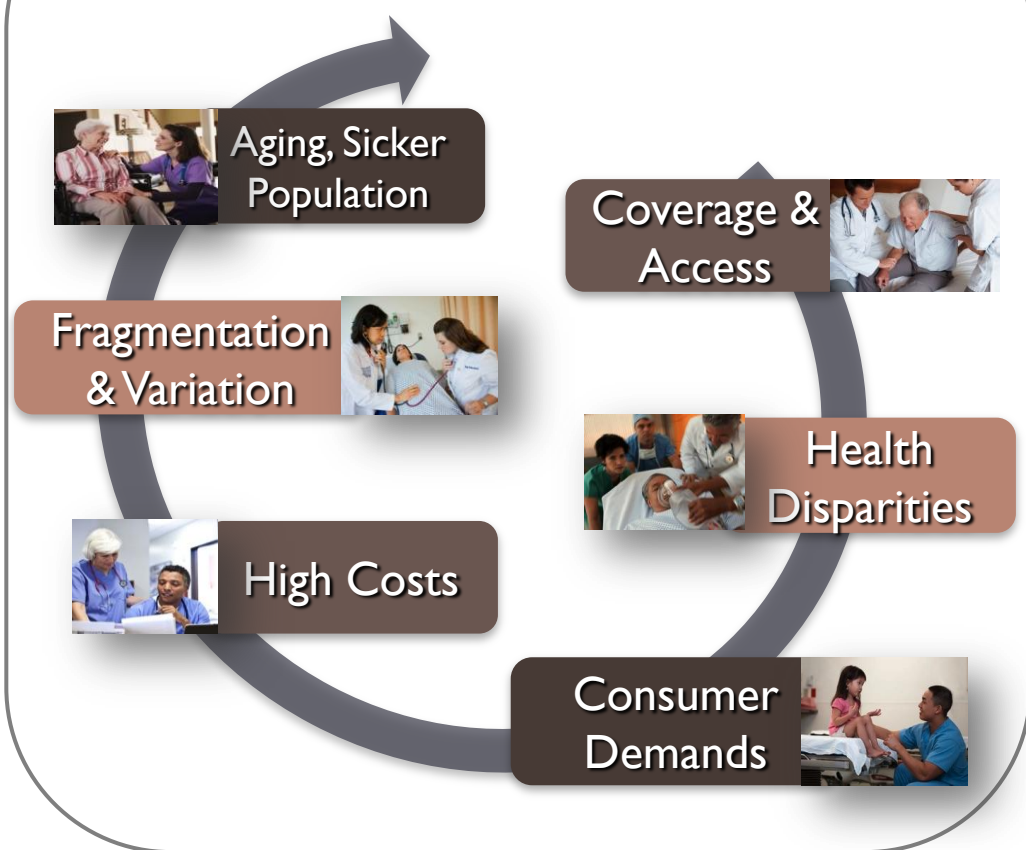 Aging, Sicker
Population
Coverage &
Access
Fragmentation
& Variation
Health
Disparities
High Costs
Consumer
Demands